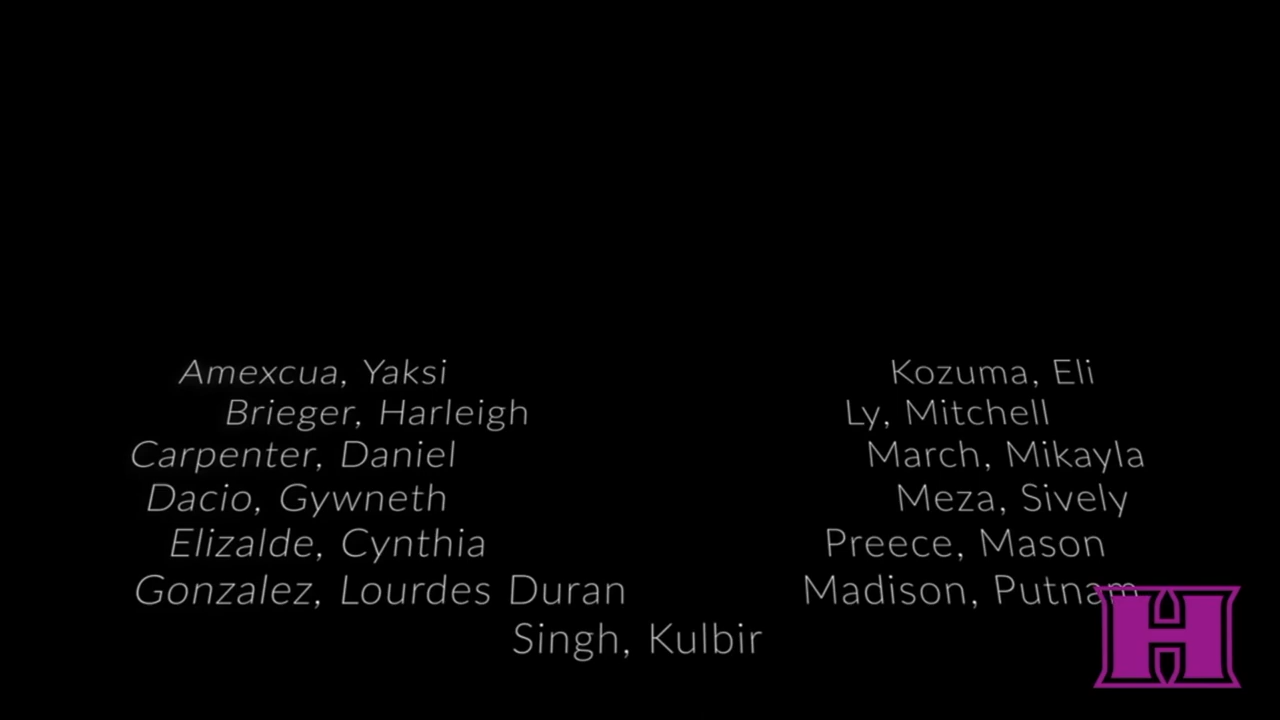 Amexcua, Yaksi
Brieger, Harleigh
Carpenter, Daniel
Dacio, Gywneth
Elizalde, Cynthia
Gonzalez, Lourdes Duran
Kozuma, Eli
Ly, Mitchell
March, Mikayla
Meza, Sively
Preece, Mason
Madison, Putnam
Singh, Kulbir
H